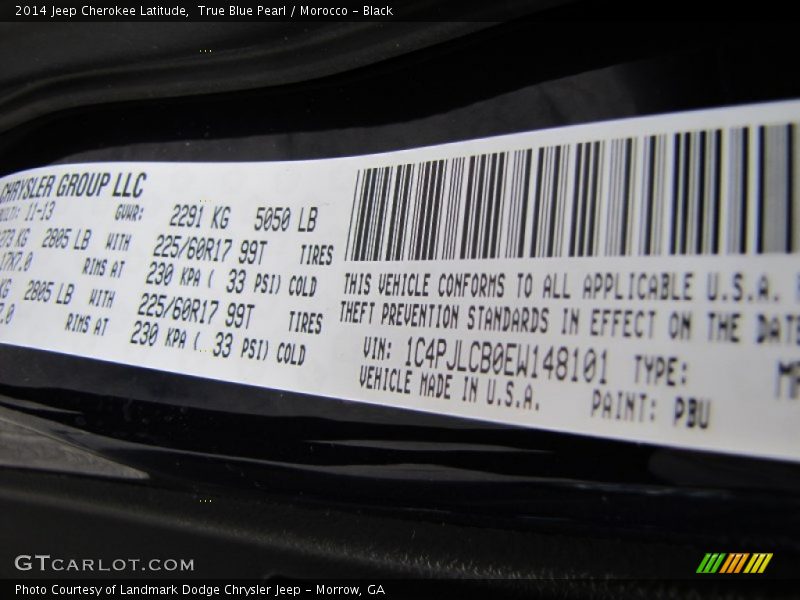 2014 Jeep Cherokee Latitude,  True Blue Pearl / Morocco - Black
CHRYSLER GROUP LLC
11-13 GVWR: 2291 KG 5050 LB
2805 LB WITH 225/60R17 99T TIRES
17X7.0 RIMS AT 230 KPA ( 33 PSI) COLD
KG 2805 LB WITH 225/60R17 99T TIRES
RIMS AT 230 KPA ( 33 PSI) COLD
THIS VEHICLE CONFORMS TO ALL APPLICABLE U.S.A.
THEFT PREVENTION STANDARDS IN EFFECT ON THE DATE
VIN: 1C4PJLCB0EW148101 TYPE:
VEHICLE MADE IN U.S.A. PAINT: PBU
GTCARLOT.COM
Photo Courtesy of Landmark Dodge Chrysler Jeep - Morrow, GA